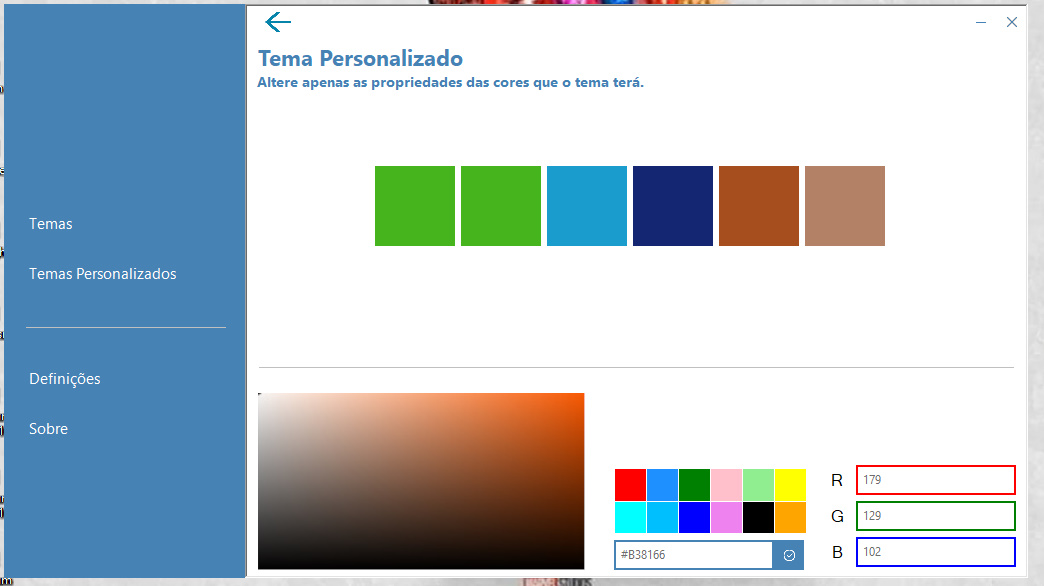 Tema Personalizado
Altere apenas as propriedades das cores que o tema terá.
Temas
Temas Personalizados
Definições
Sobre
R 179
G 129
B 102
#B38166